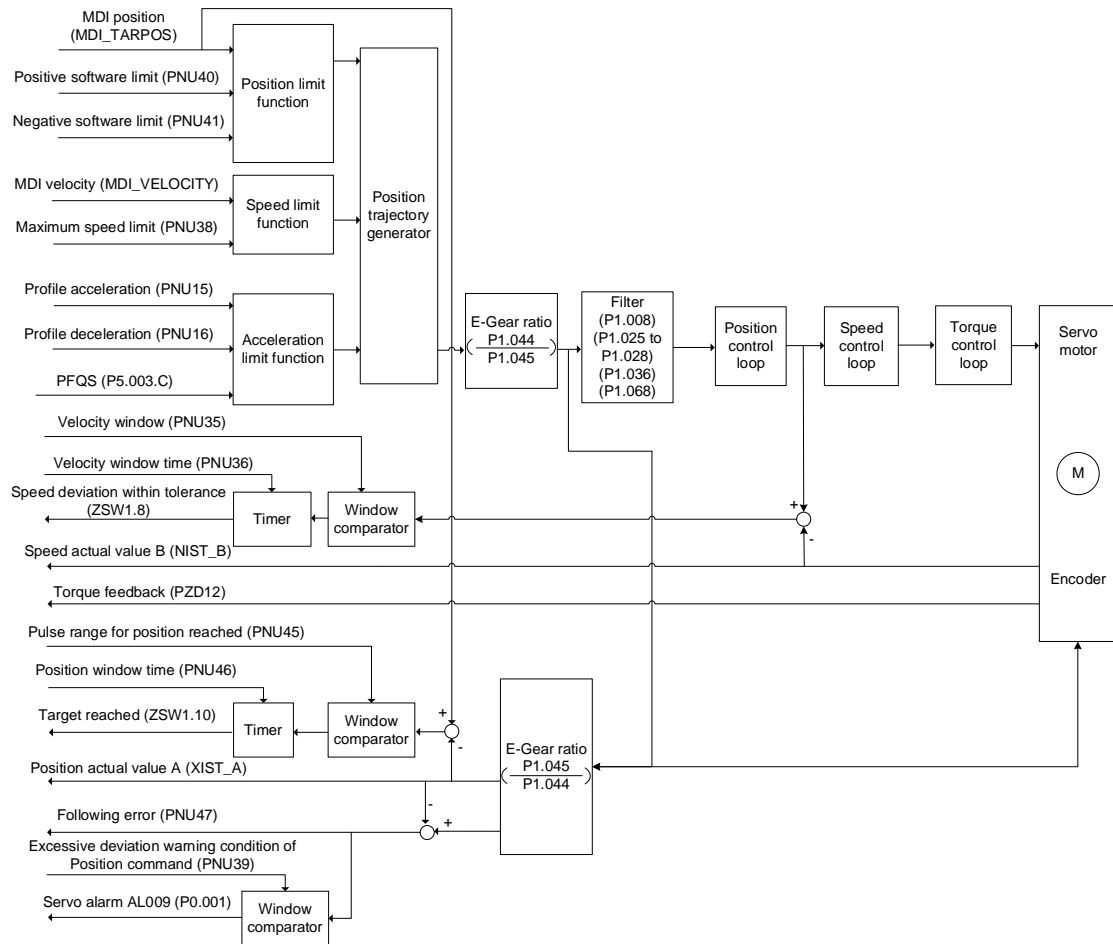 MDI position
(MDI_TARPOS)
Positive software limit (PNU40)
Negative software limit (PNU41)
Position limit
function
MDI velocity (MDI_VELOCITY)
Maximum speed limit (PNU38)
Speed limit
function
Position
trajectory
generator
Profile acceleration (PNU15)
Profile deceleration (PNU16)
PFQS (P5.003.C)
Acceleration
limit function
E-Gear ratio
( P1.044 )
P1.045
Filter
(P1.008)
(P1.025 to
P1.028)
(P1.036)
(P1.068)
Position
control
loop
Speed
control
loop
Torque
control
loop
Servo
motor
M
Encoder
Velocity window (PNU35)
Velocity window time (PNU36)
Speed deviation within tolerance
(ZSW1.8)
Timer
Window
comparator
+
-
Speed actual value B (NIST_B)
Torque feedback (PZD12)
Pulse range for position reached (PNU45)
Position window time (PNU46)
Target reached (ZSW1.10)
Timer
Window
comparator
+
-
E-Gear ratio
( P1.045 )
P1.044
Position actual value A (XIST_A)
-
+
Following error (PNU47)
Excessive deviation warning condition of
Position command (PNU39)
Servo alarm AL009 (P0.001)
Window
comparator